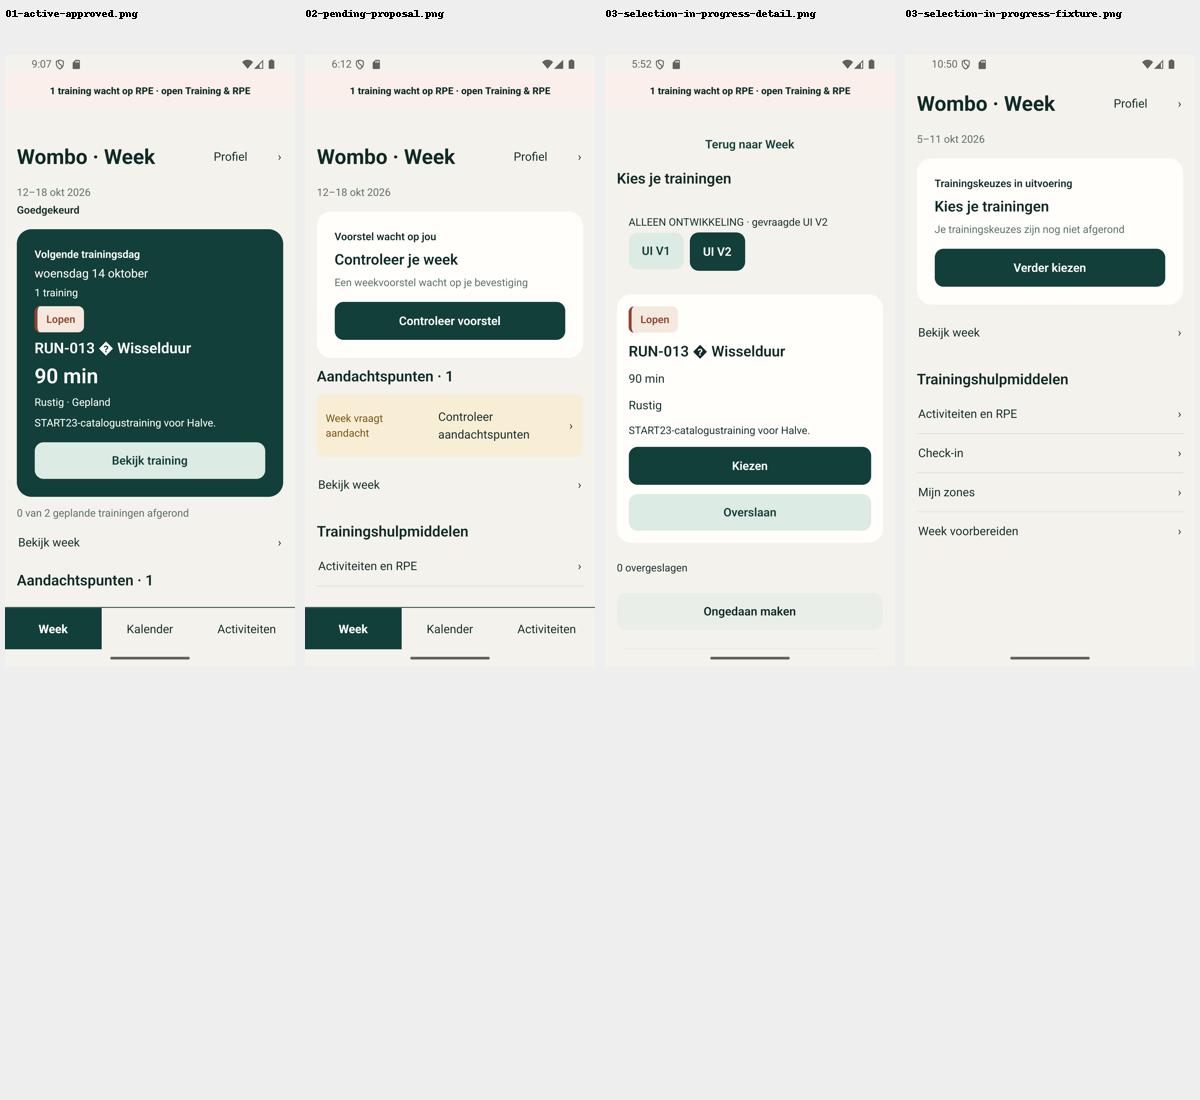 01-active-approved.png
9:07
1 training wacht op RPE · open Training & RPE
Wombo · Week
Profiel ›
12–18 okt 2026
Goedgekeurd
Volgende trainingsdag
woensdag 14 oktober
1 training
Lopen
RUN-013 � Wisselduur
90 min
Rustig · Gepland
START23-catalogustraining voor Halve.
Bekijk training
0 van 2 geplande trainingen afgerond
Bekijk week ›
Aandachtspunten · 1
Week Kalender Activiteiten
02-pending-proposal.png
6:12
1 training wacht op RPE · open Training & RPE
Wombo · Week
Profiel ›
12–18 okt 2026
Voorstel wacht op jou
Controleer je week
Een weekvoorstel wacht op je bevestiging
Controleer voorstel
Aandachtspunten · 1
Week vraagt
aandacht
Controleer
aandachtspunten ›
Bekijk week ›
Trainingshulpmiddelen
Activiteiten en RPE ›
Week Kalender Activiteiten
03-selection-in-progress-detail.png
5:52
1 training wacht op RPE · open Training & RPE
Terug naar Week
Kies je trainingen
ALLEEN ONTWIKKELING · gevraagde UI V2
UI V1 UI V2
Lopen
RUN-013 � Wisselduur
90 min
Rustig
START23-catalogustraining voor Halve.
Kiezen
Overslaan
0 overgeslagen
Ongedaan maken
03-selection-in-progress-fixture.png
10:50
Wombo · Week
Profiel ›
5–11 okt 2026
Trainingskeuzes in uitvoering
Kies je trainingen
Je trainingskeuzes zijn nog niet afgerond
Verder kiezen
Bekijk week ›
Trainingshulpmiddelen
Activiteiten en RPE ›
Check-in ›
Mijn zones ›
Week voorbereiden ›